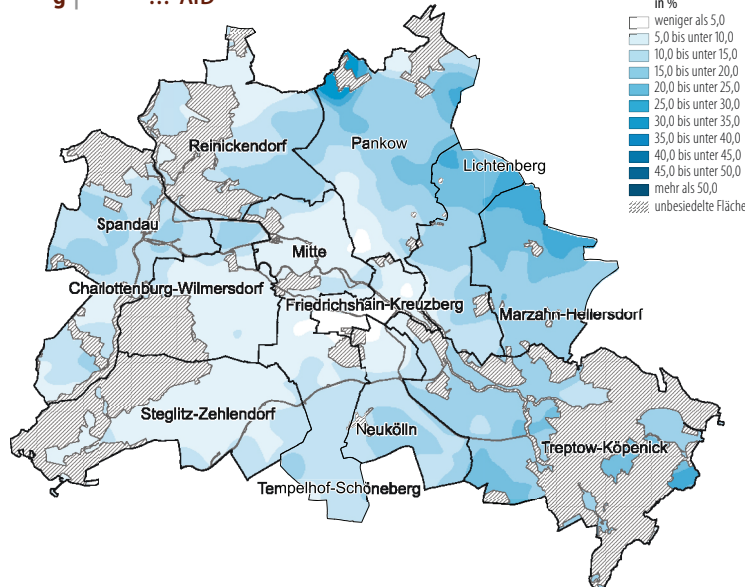 g | ... AfD
in %
weniger als 5,0
5,0 bis unter 10,0
10,0 bis unter 15,0
15,0 bis unter 20,0
20,0 bis unter 25,0
25,0 bis unter 30,0
30,0 bis unter 35,0
35,0 bis unter 40,0
40,0 bis unter 45,0
45,0 bis unter 50,0
mehr als 50,0
unbesiedelte Fläche
Reinickendorf
Pankow
Lichtenberg
Spandau
Mitte
Charlottenburg-Wilmersdorf
Friedrichshain-Kreuzberg
Marzahn-Hellersdorf
Steglitz-Zehlendorf
Neukölln
Treptow-Köpenick
Tempelhof-Schöneberg